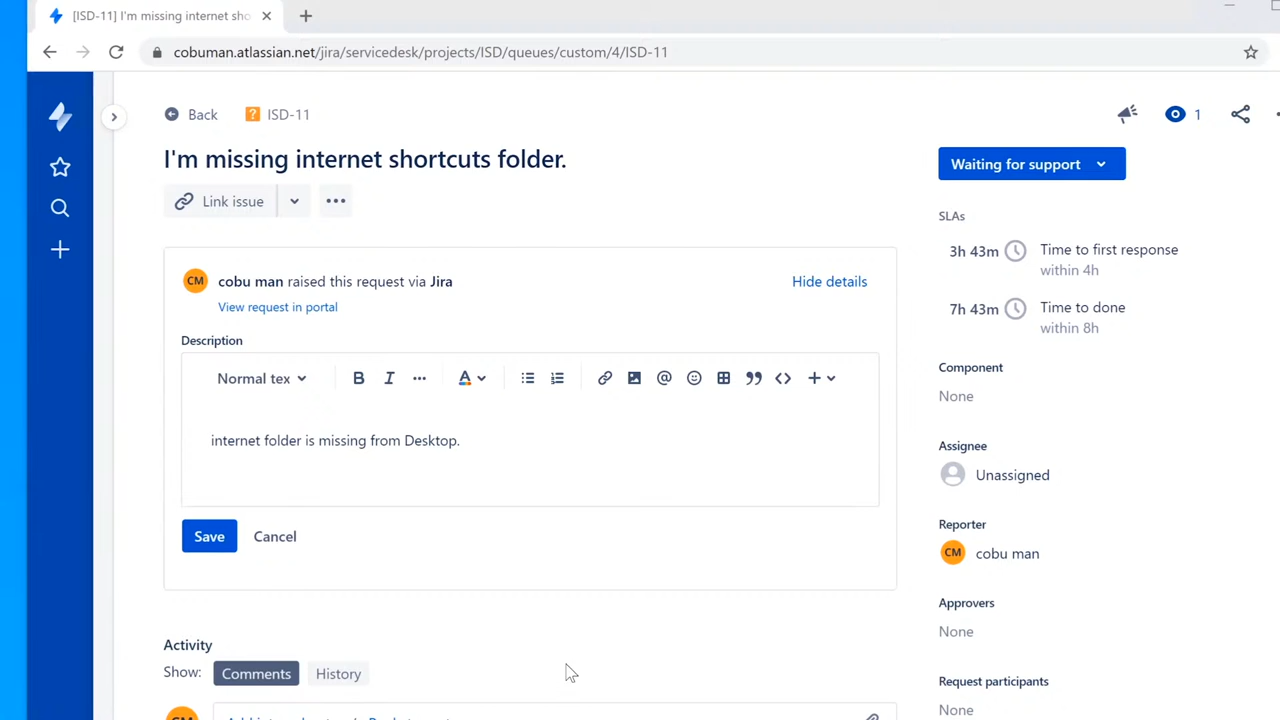 [ISD-11] I'm missing internet sho
cobuman.atlassian.net/jira/servicedesk/projects/ISD/queues/custom/4/ISD-11
Back
ISD-11
1
I'm missing internet shortcuts folder.
Waiting for support
Link issue
SLAs
3h 43m Time to first response
within 4h
7h 43m Time to done
within 8h
CM cobu man raised this request via Jira
Hide details
View request in portal
Description
Normal tex
B I
A
internet folder is missing from Desktop.
Save Cancel
Component
None
Assignee
Unassigned
Reporter
CM cobu man
Approvers
None
Request participants
None
Activity
Show: Comments History
CM